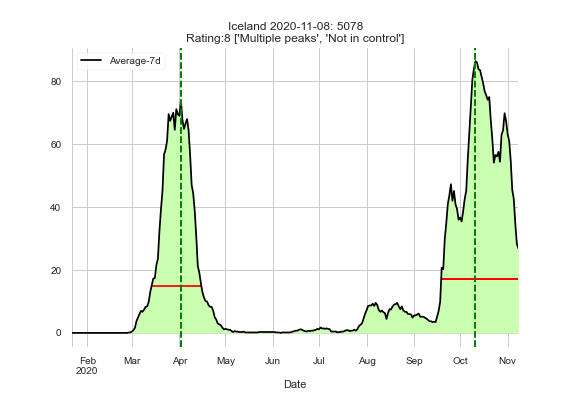 Iceland 2020-11-08: 5078
Rating:8 ['Multiple peaks', 'Not in control']
Average-7d
80
60
40
20
0
Feb Mar Apr May Jun Jul Aug Sep Oct Nov
2020
Date